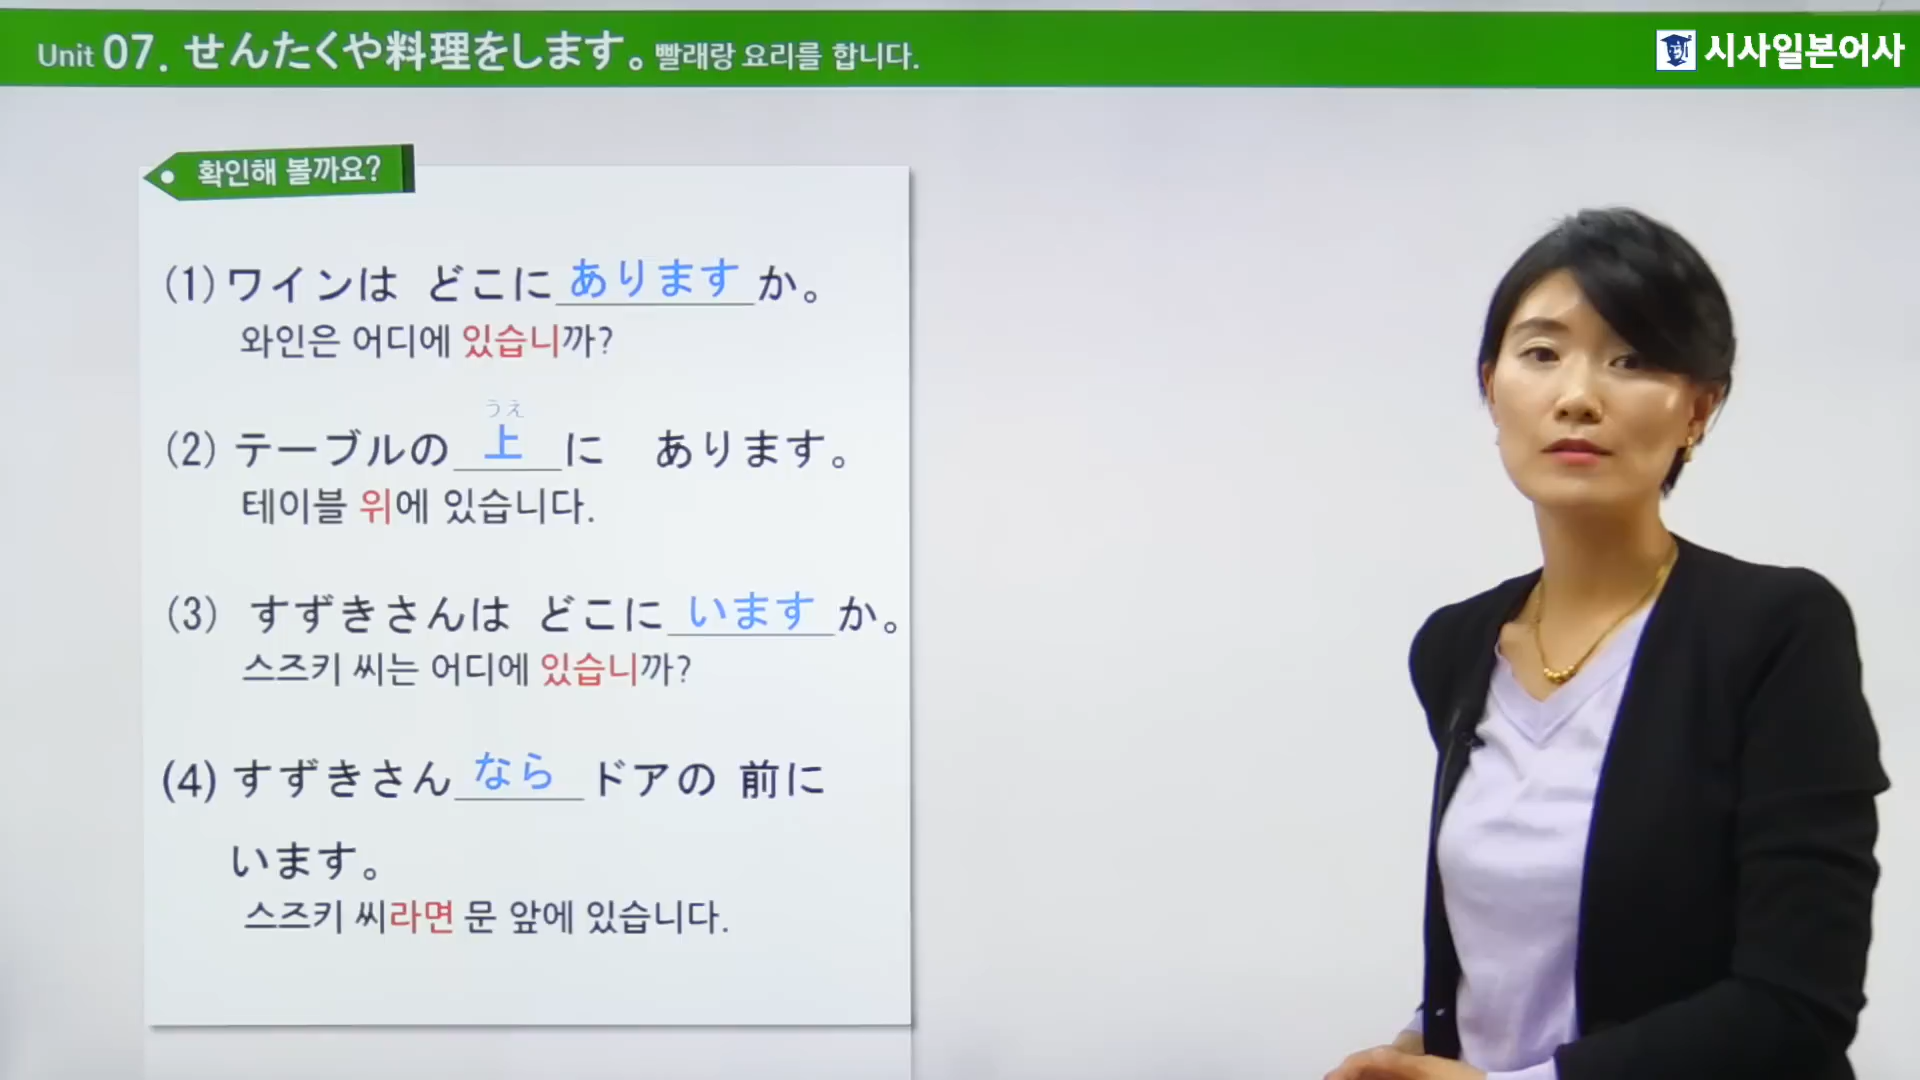 Unit 07. せんたくや料理をします。빨래랑 요리를 합니다.
시사일본어사
확인해 볼까요?
(1) ワインは どこに あります か。
와인은 어디에 있습니까?
うえ
(2) テーブルの 上 に あります。
테이블 위에 있습니다.
(3) すずきさんは どこに います か。
스즈키 씨는 어디에 있습니까?
(4) すずきさん なら ドアの 前に
います。
스즈키 씨라면 문 앞에 있습니다.